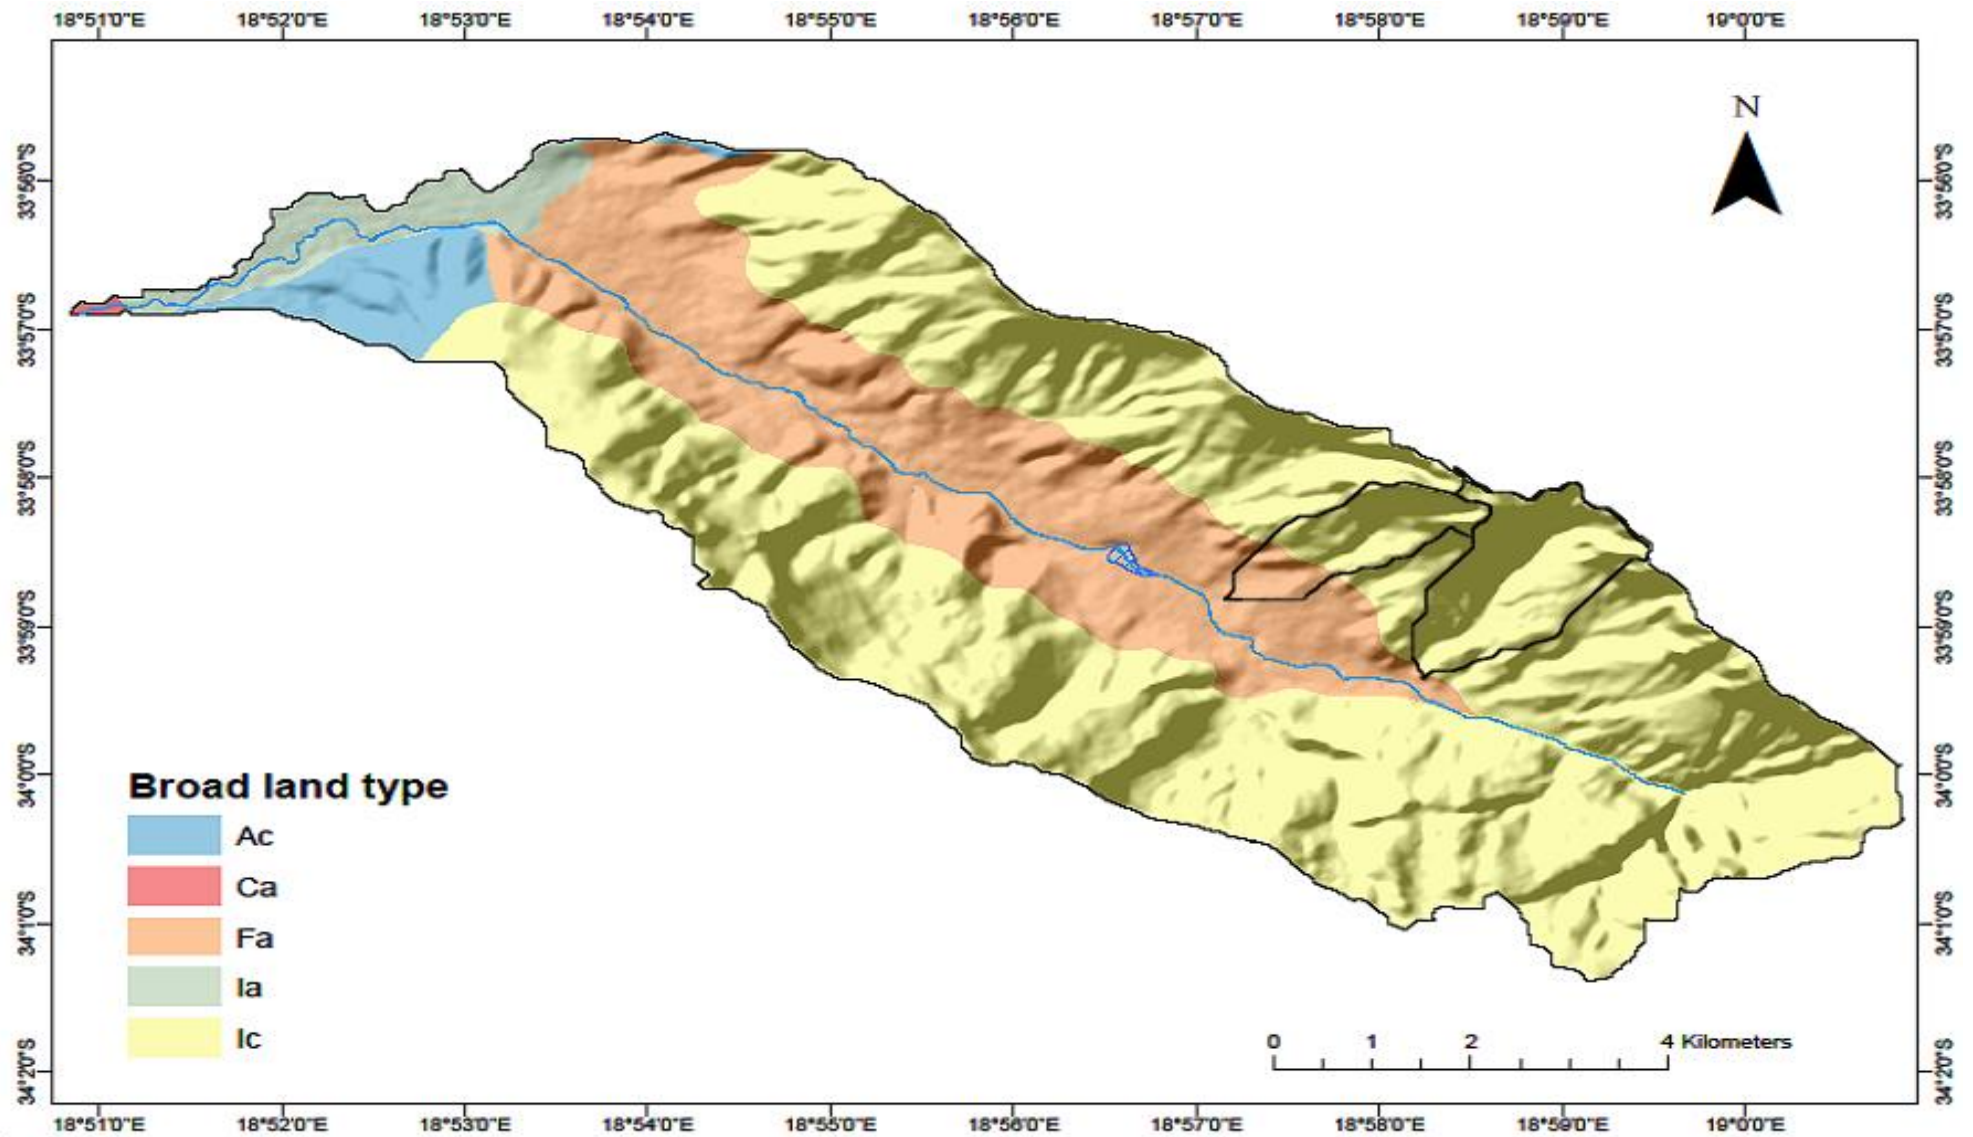 18°51'0"E 18°52'0"E 18°53'0"E 18°54'0"E 18°55'0"E 18°56'0"E 18°57'0"E 18°58'0"E 18°59'0"E 19°0'0"E
N
33°56'0"S 33°56'0"S
33°57'0"S 33°57'0"S
33°58'0"S 33°58'0"S
33°59'0"S 33°59'0"S
34°0'0"S 34°0'0"S
Broad land type
Ac
Ca
Fa
34°1'0"S 34°1'0"S
Ia
Ic
0 1 2 4 Kilometers
34°2'0"S 34°2'0"S
18°51'0"E 18°52'0"E 18°53'0"E 18°54'0"E 18°55'0"E 18°56'0"E 18°57'0"E 18°58'0"E 18°59'0"E 19°0'0"E